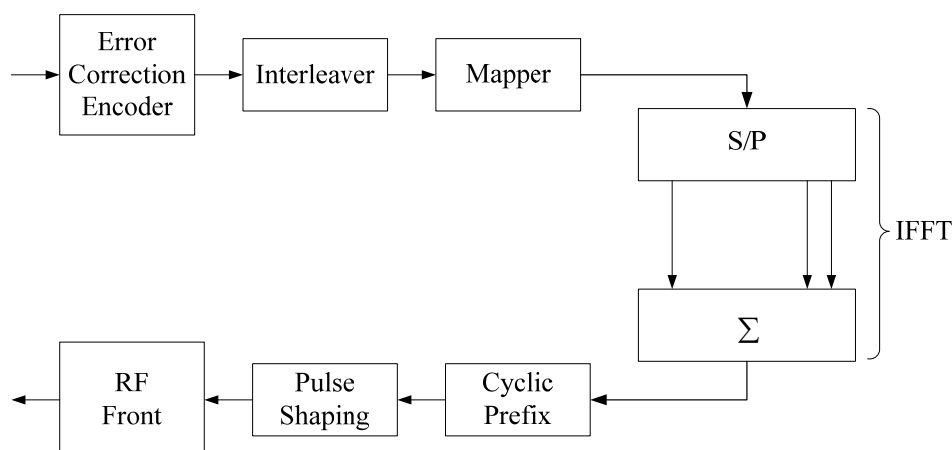 Error
Correction
Encoder
Interleaver
Mapper
S/P
IFFT
Σ
Cyclic
Prefix
Pulse
Shaping
RF
Front